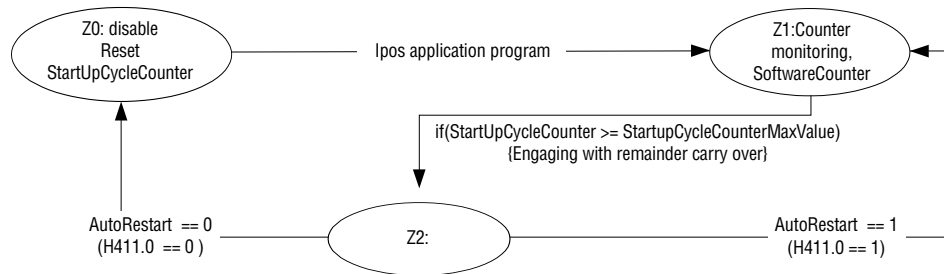 Z0: disable
Reset
StartUpCycleCounter
Ipos application program
Z1:Counter
monitoring,
SoftwareCounter
if(StartUpCycleCounter >= StartupCycleCounterMaxValue)
{Engaging with remainder carry over}
AutoRestart == 0
(H411.0 == 0 )
Z2:
AutoRestart == 1
(H411.0 == 1)